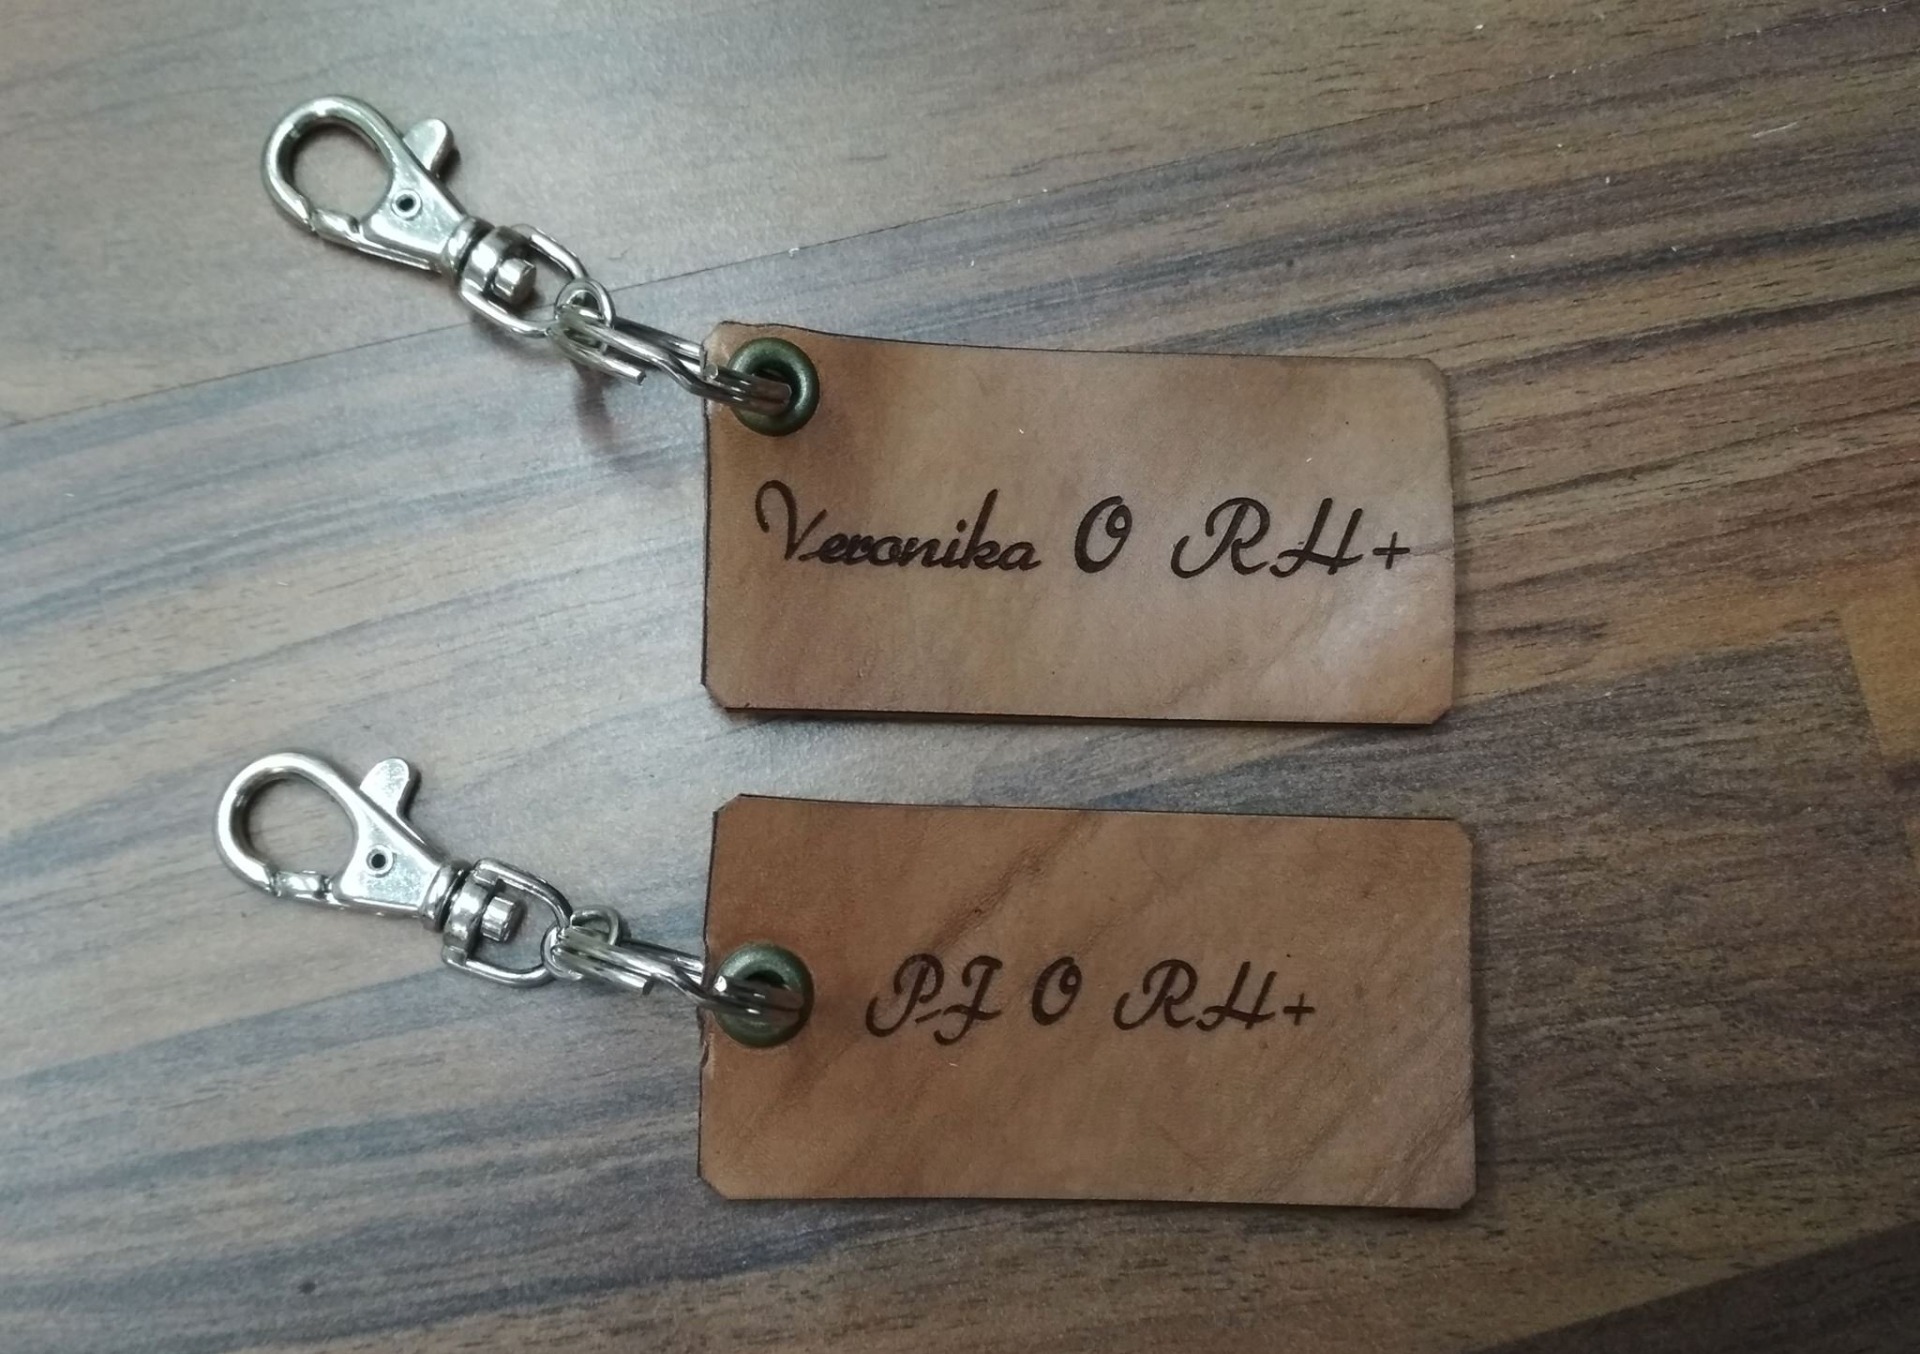 Veronika O RH+
PJ O RH+